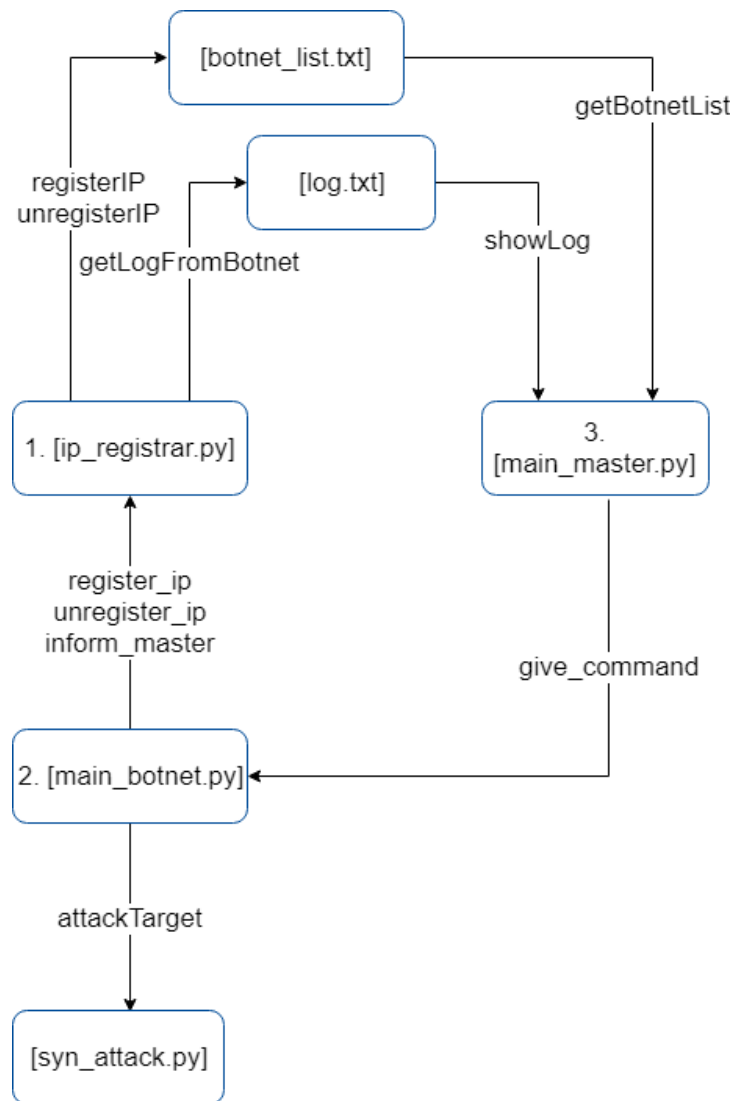 [botnet_list.txt]
getBotnetList
registerIP
unregisterIP
[log.txt]
getLogFromBotnet
showLog
1. [ip_registrar.py]
3.
[main_master.py]
register_ip
unregister_ip
inform_master
give_command
2. [main_botnet.py]
attackTarget
[syn_attack.py]